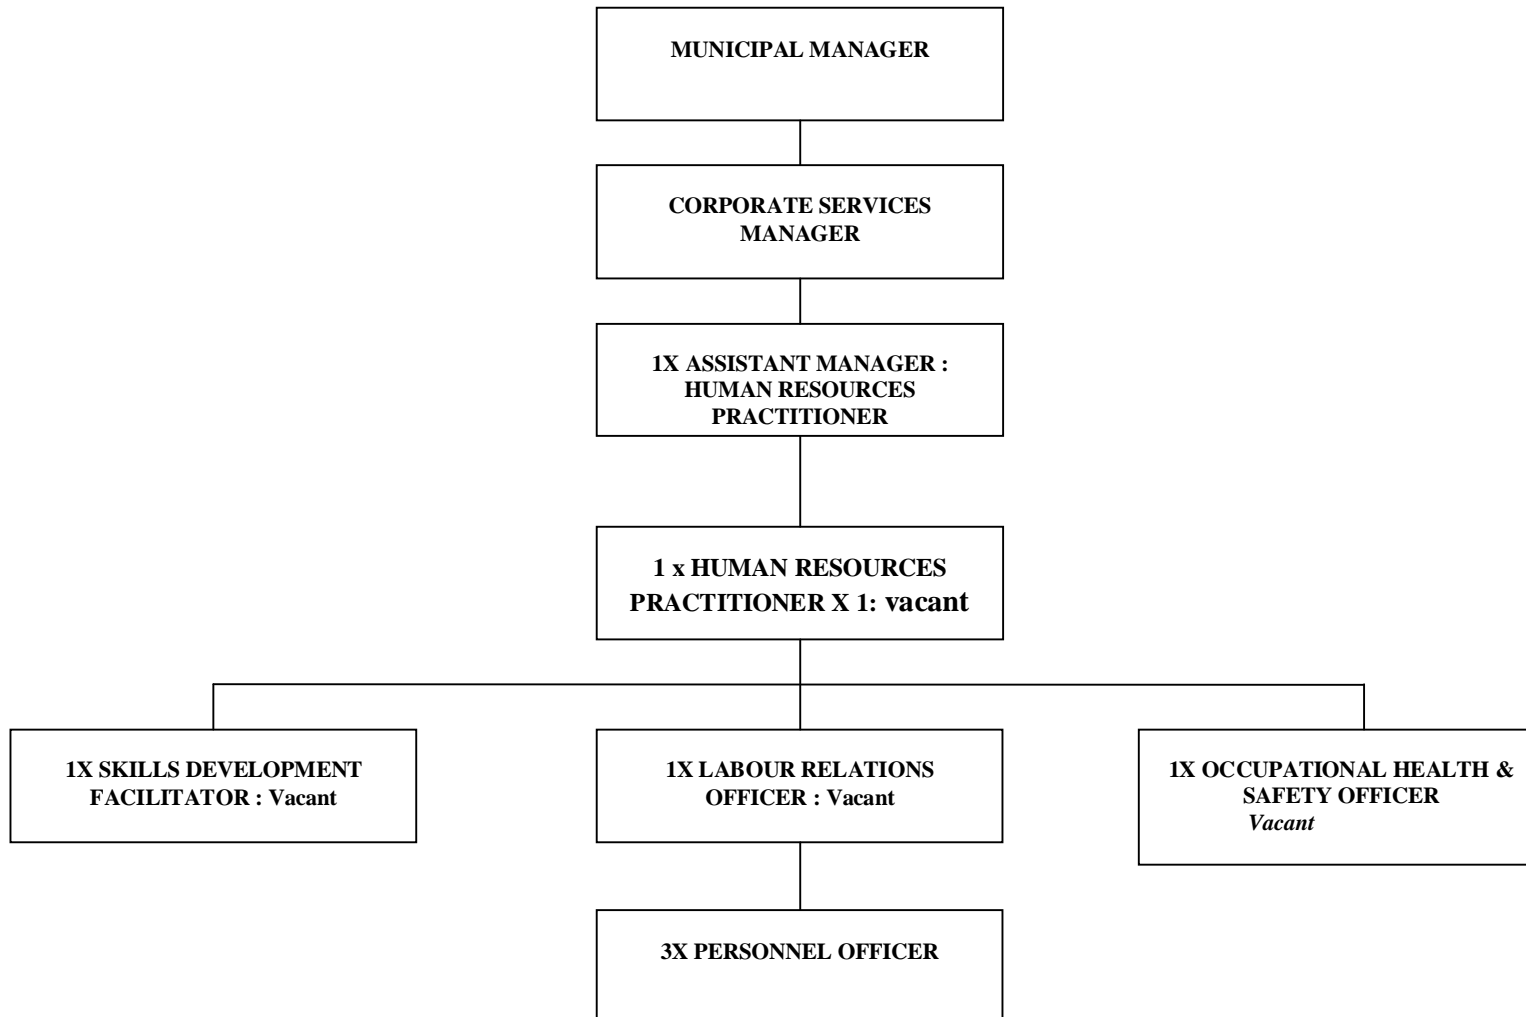 MUNICIPAL MANAGER
CORPORATE SERVICES
MANAGER
1X ASSISTANT MANAGER :
HUMAN RESOURCES
PRACTITIONER
1 x HUMAN RESOURCES
PRACTITIONER X 1: vacant
1X SKILLS DEVELOPMENT
FACILITATOR : Vacant
1X LABOUR RELATIONS
OFFICER : Vacant
1X OCCUPATIONAL HEALTH &
SAFETY OFFICER
Vacant
3X PERSONNEL OFFICER